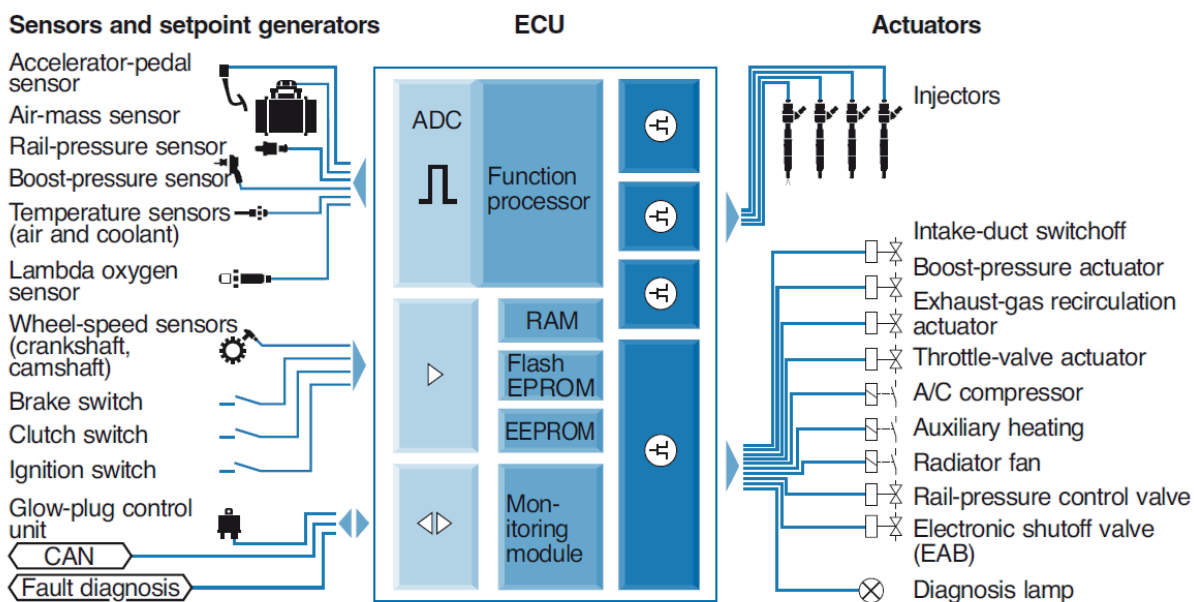 Sensors and setpoint generators
ECU
Actuators
Accelerator-pedal
sensor
Air-mass sensor
Rail-pressure sensor
Boost-pressure sensor
Temperature sensors
(air and coolant)
Lambda oxygen
sensor
Wheel-speed sensors
(crankshaft,
camshaft)
Brake switch
Clutch switch
Ignition switch
Glow-plug control
unit
CAN
Fault diagnosis
ADC
Function
processor
RAM
Flash
EPROM
EEPROM
Mon-
itoring
module
Injectors
Intake-duct switchoff
Boost-pressure actuator
Exhaust-gas recirculation
actuator
Throttle-valve actuator
A/C compressor
Auxiliary heating
Radiator fan
Rail-pressure control valve
Electronic shutoff valve
(EAB)
Diagnosis lamp